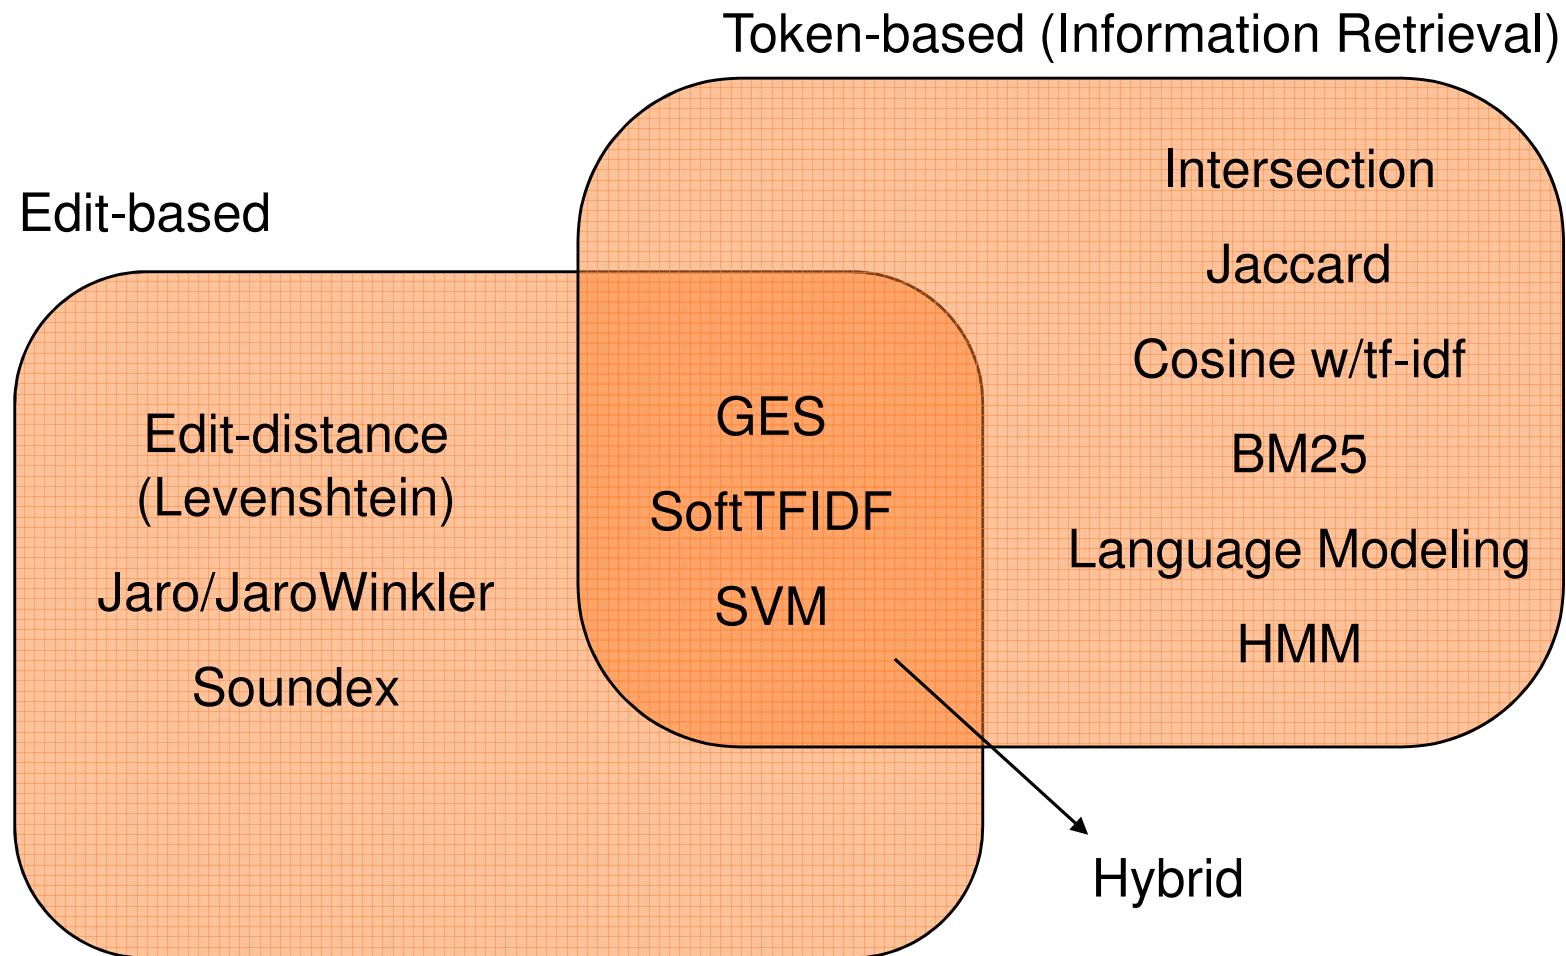 Token-based (Information Retrieval)
Edit-based
Edit-distance
(Levenshtein)
Jaro/JaroWinkler
Soundex
GES
SoftTFIDF
SVM
Intersection
Jaccard
Cosine w/tf-idf
BM25
Language Modeling
HMM
Hybrid